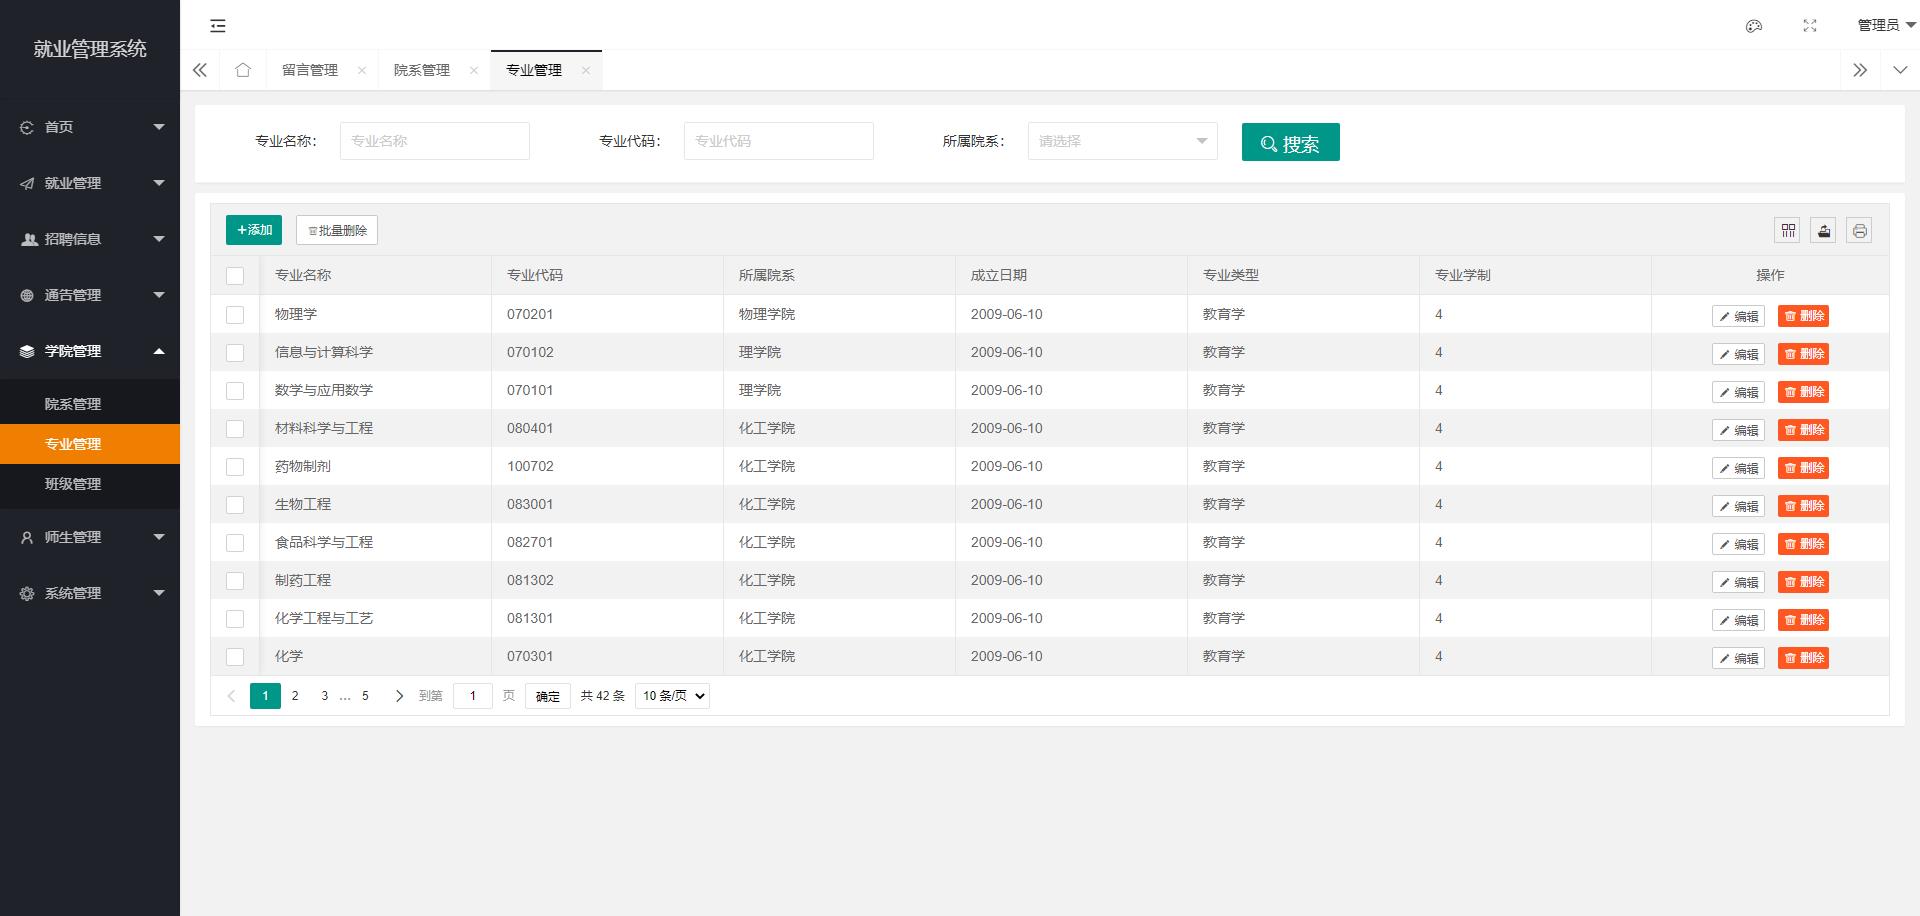 就业管理系统
首页
就业管理
招聘信息
通告管理
学院管理
院系管理
专业管理
班级管理
师生管理
系统管理
管理员
留言管理 院系管理 专业管理
专业名称: 专业名称 专业代码: 专业代码 所属院系: 请选择 搜索
+添加 批量删除
专业名称 专业代码 所属院系 成立日期 专业类型 专业学制 操作
物理学 070201 物理学院 2009-06-10 教育学 4 编辑 删除
信息与计算科学 070102 理学院 2009-06-10 教育学 4 编辑 删除
数学与应用数学 070101 理学院 2009-06-10 教育学 4 编辑 删除
材料科学与工程 080401 化工学院 2009-06-10 教育学 4 编辑 删除
药物制剂 100702 化工学院 2009-06-10 教育学 4 编辑 删除
生物工程 083001 化工学院 2009-06-10 教育学 4 编辑 删除
食品科学与工程 082701 化工学院 2009-06-10 教育学 4 编辑 删除
制药工程 081302 化工学院 2009-06-10 教育学 4 编辑 删除
化学工程与工艺 081301 化工学院 2009-06-10 教育学 4 编辑 删除
化学 070301 化工学院 2009-06-10 教育学 4 编辑 删除
1 2 3 … 5 到第 1 页 确定 共 42 条 10 条/页